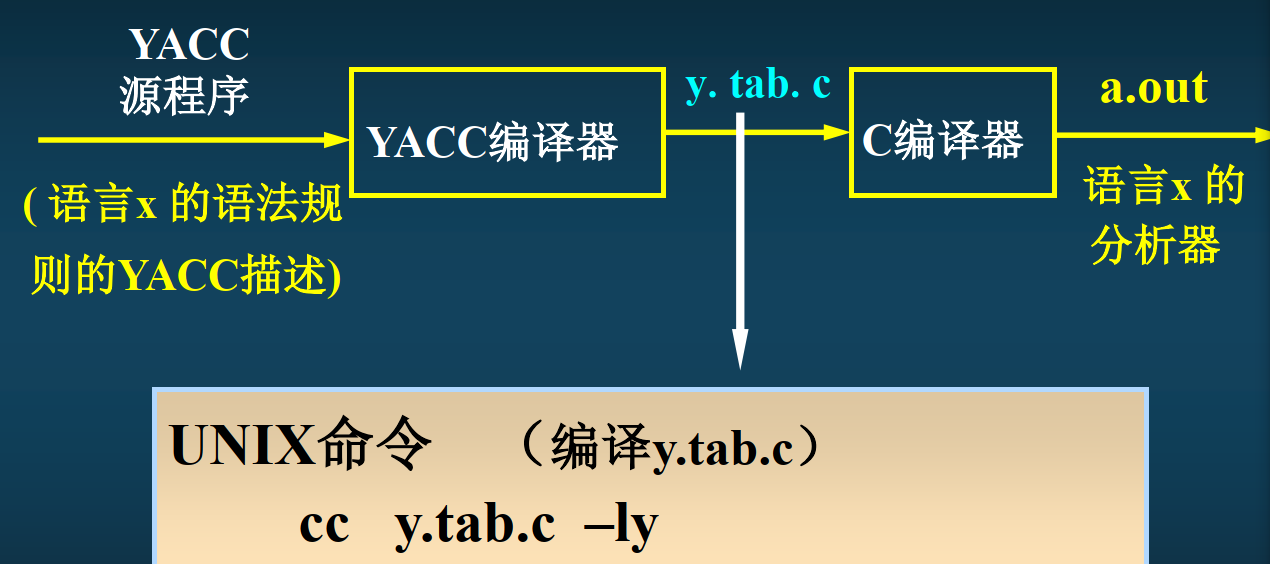 YACC
源程序
(语言x 的语法规
则的YACC描述)
YACC编译器
y. tab. c
C编译器
a.out
语言x 的
分析器
UNIX命令 （编译y.tab.c）
cc y.tab.c –ly